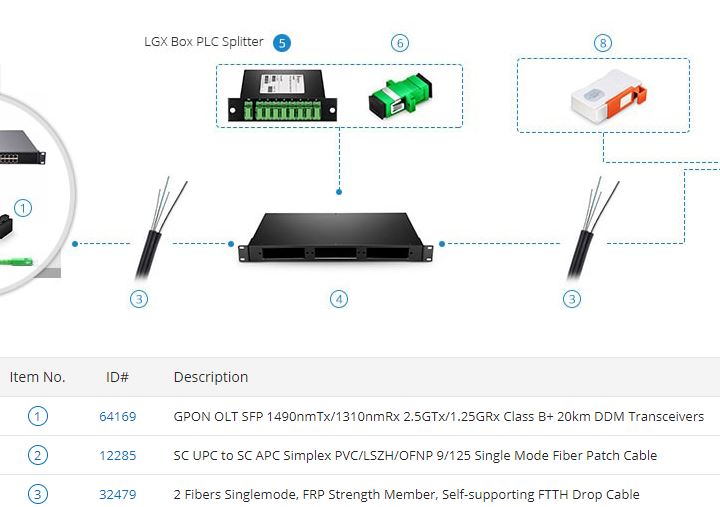 LGX Box PLC Splitter 5 6 8
1
3 4 3
Item No. ID# Description
1 64169 GPON OLT SFP 1490nmTx/1310nmRx 2.5GTx/1.25GRx Class B+ 20km DDM Transceivers
2 12285 SC UPC to SC APC Simplex PVC/LSZH/OFNP 9/125 Single Mode Fiber Patch Cable
3 32479 2 Fibers Singlemode, FRP Strength Member, Self-supporting FTTH Drop Cable